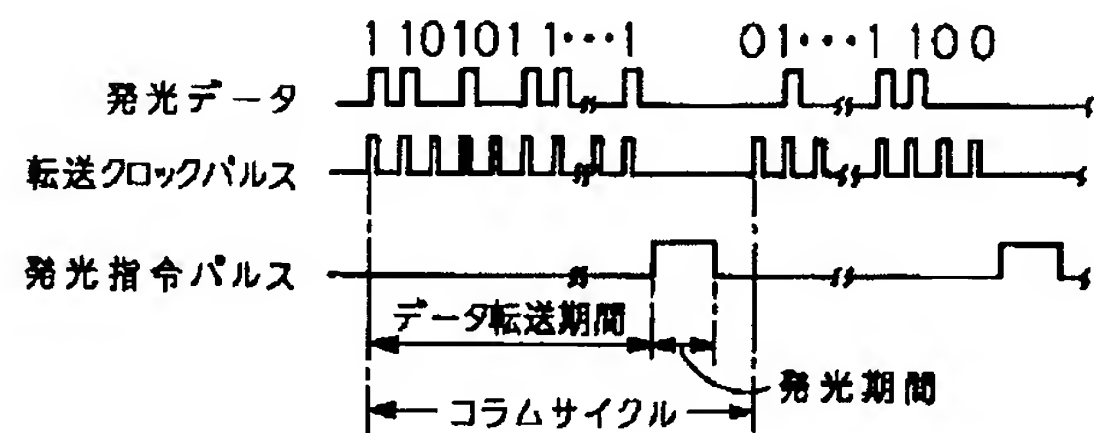 1 10101 1···1 01···1 100
発光データ
転送クロックパルス
発光指令パルス
データ転送期間
発光期間
コラムサイクル